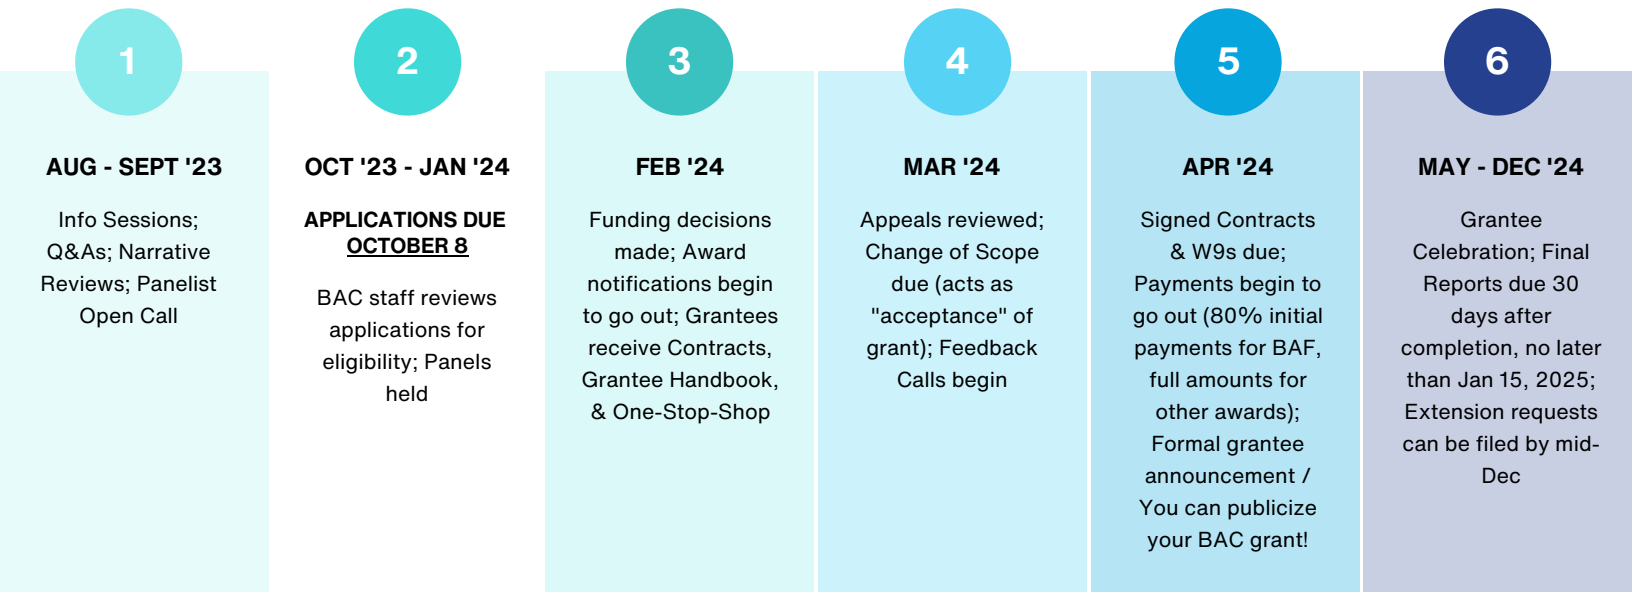 1
AUG - SEPT '23
Info Sessions;
Q&As; Narrative
Reviews; Panelist
Open Call
2
OCT '23 - JAN '24
APPLICATIONS DUE
OCTOBER 8
BAC staff reviews
applications for
eligibility; Panels
held
3
FEB '24
Funding decisions
made; Award
notifications begin
to go out; Grantees
receive Contracts,
Grantee Handbook,
& One-Stop-Shop
4
MAR '24
Appeals reviewed;
Change of Scope
due (acts as
"acceptance" of
grant); Feedback
Calls begin
5
APR '24
Signed Contracts
& W9s due;
Payments begin to
go out (80% initial
payments for BAF,
full amounts for
other awards);
Formal grantee
announcement /
You can publicize
your BAC grant!
6
MAY - DEC '24
Grantee
Celebration; Final
Reports due 30
days after
completion, no later
than Jan 15, 2025;
Extension requests
can be filed by mid-
Dec